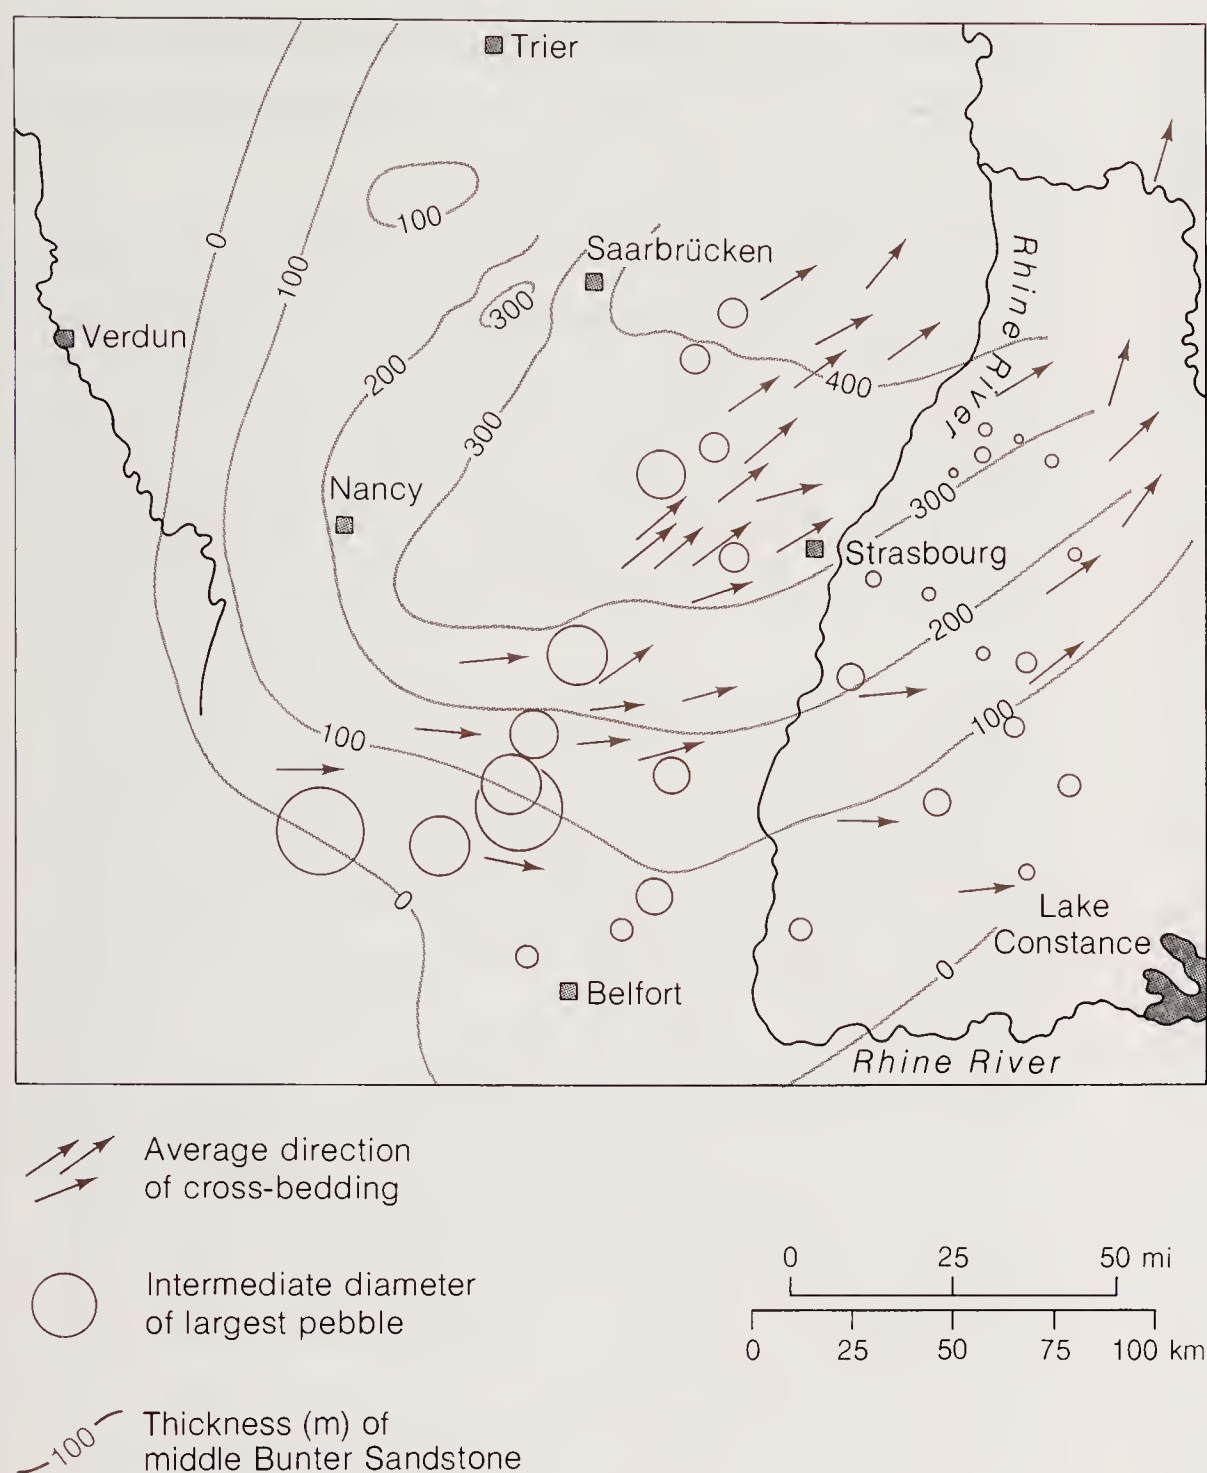 Trier
100
0
100
Saarbrücken
300
Rhine River
Verdun
200
400
300
Nancy
300
Strasbourg
200
100
100
0
Lake
Constance
0
Belfort
Rhine River
Average direction
of cross-bedding
0 25 50 mi
Intermediate diameter
of largest pebble
0 25 50 75 100 km
100
Thickness (m) of
middle Bunter Sandstone